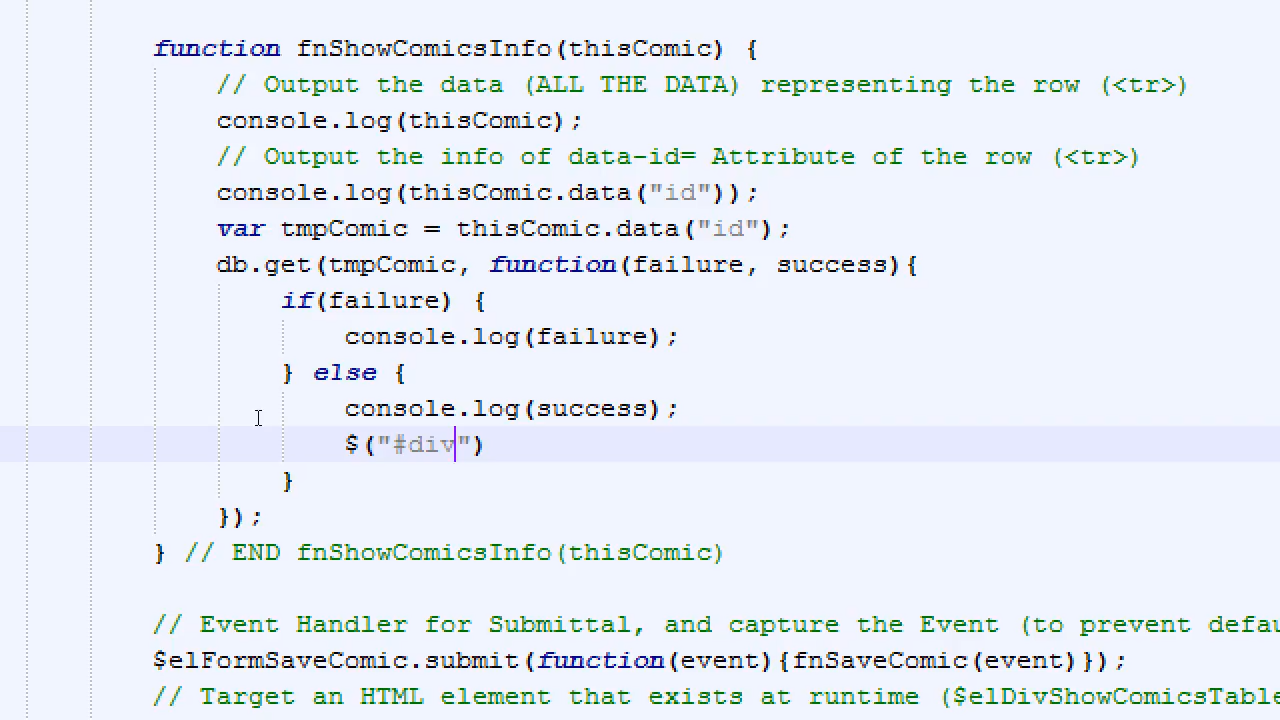 function fnShowComicsInfo(thisComic) {
// Output the data (ALL THE DATA) representing the row (<tr>)
console.log(thisComic);
// Output the info of data-id= Attribute of the row (<tr>)
console.log(thisComic.data("id"));
var tmpComic = thisComic.data("id");
db.get(tmpComic, function(failure, success){
if(failure) {
console.log(failure);
} else {
console.log(success);
$("#div")
}
});
} // END fnShowComicsInfo(thisComic)
// Event Handler for Submittal, and capture the Event (to prevent defau
$elFormSaveComic.submit(function(event){fnSaveComic(event)});
// Target an HTML element that exists at runtime ($elDivShowComicsTable